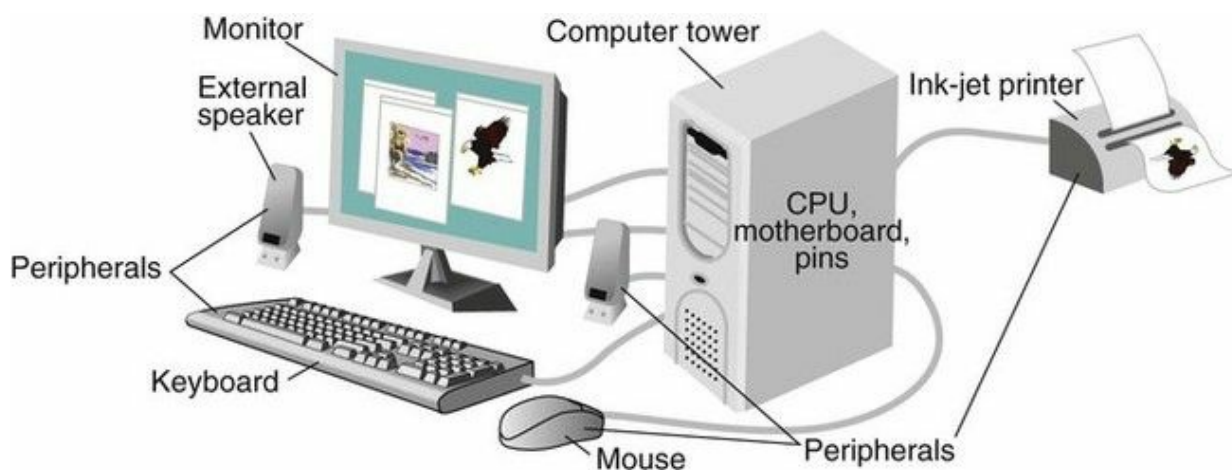 Monitor
Computer tower
External
speaker
Ink-jet printer
CPU,
motherboard,
pins
Peripherals
Keyboard
Mouse
Peripherals